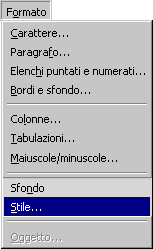 Formato
Carattere...
Paragrafo...
Elenchi puntati e numerati...
Bordi e sfondo...
Colonne...
Tabulazioni...
Maiuscole/minuscole...
Sfondo
Stile...
Oggetto...